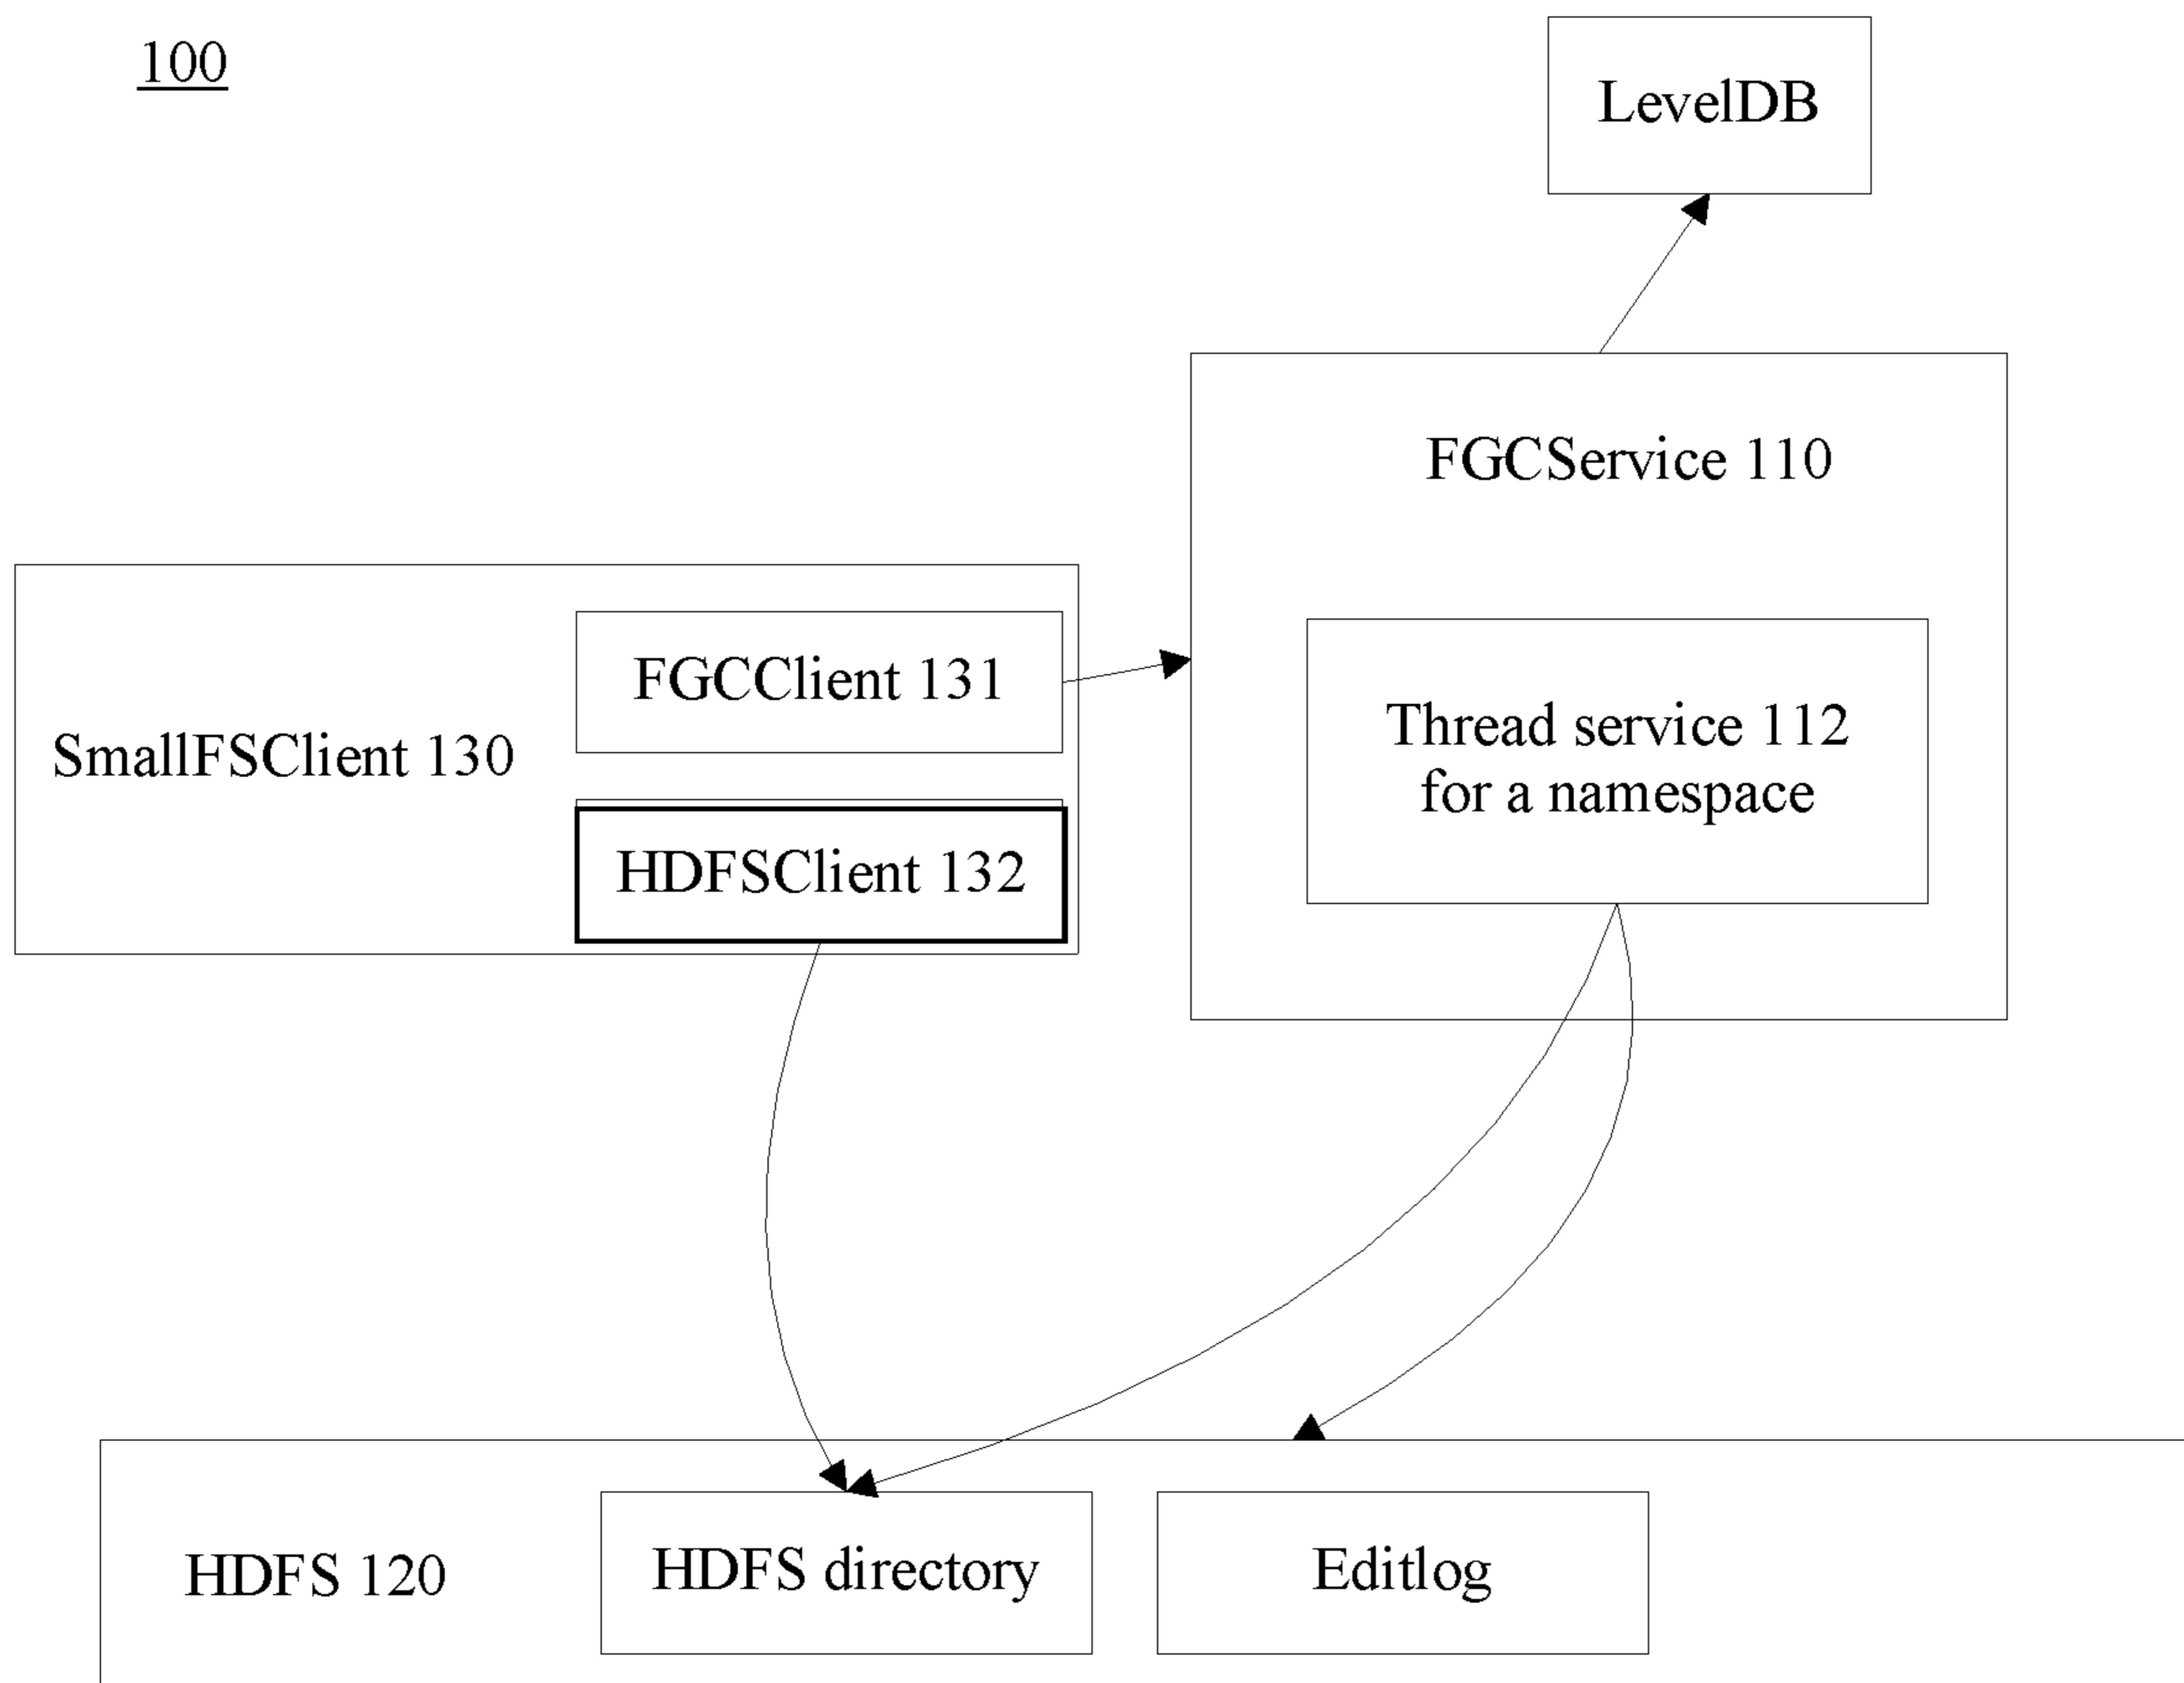 100
LevelDB
FGCService 110
FGCClient 131
SmallFSClient 130
Thread service 112
for a namespace
HDFSClient 132
HDFS 120
HDFS directory
Editlog